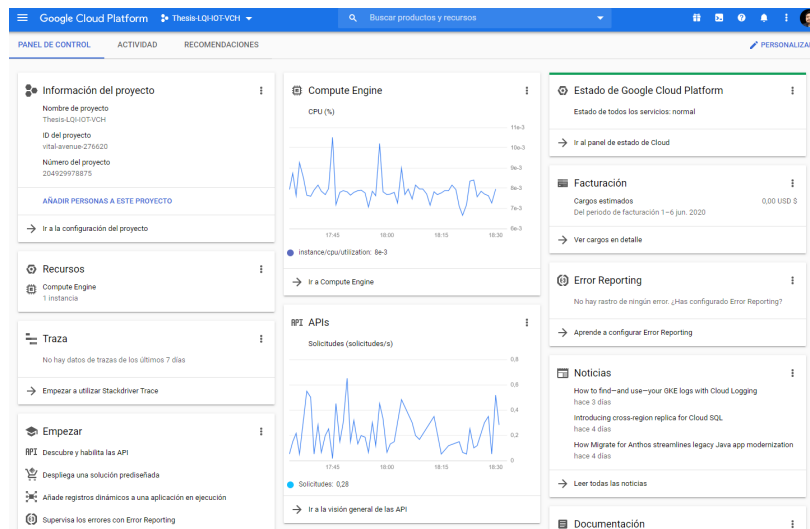 Google Cloud Platform
Thesis-LQI-IOT-VCH
Buscar productos y recursos
PANEL DE CONTROL
ACTIVIDAD
RECOMENDACIONES
PERSONALIZAR
Información del proyecto
Nombre de proyecto
Thesis-LQI-IOT-VCH
ID del proyecto
vital-avenue-276620
Número del proyecto
204929978875
AÑADIR PERSONAS A ESTE PROYECTO
Ir a la configuración del proyecto
Recursos
Compute Engine
1 instancia
Traza
No hay datos de trazas de los últimos 7 días
Empezar a utilizar Stackdriver Trace
Empezar
API Descubre y habilita las API
Despliega una solución prediseñada
Añade registros dinámicos a una aplicación en ejecución
Supervisa los errores con Error Reporting
Compute Engine
CPU (%)
11e-3
10e-3
9e-3
8e-3
7e-3
6e-3
17:45 18:00 18:15 18:30
instance/cpu/utilization: 8e-3
Ir a Compute Engine
API APIs
Solicitudes (solicitudes/s)
0,8
0,6
0,4
0,2
0
17:45 18:00 18:15 18:30
Solicitudes: 0,28
Ir a la visión general de las API
Estado de Google Cloud Platform
Estado de todos los servicios: normal
Ir al panel de estado de Cloud
Facturación
Cargos estimados 0,00 USD $
Del periodo de facturación 1–6 jun. 2020
Ver cargos en detalle
Error Reporting
No hay rastro de ningún error. ¿Has configurado Error Reporting?
Aprende a configurar Error Reporting
Noticias
How to find—and use—your GKE logs with Cloud Logging
hace 3 días
Introducing cross-region replica for Cloud SQL
hace 4 días
How Migrate for Anthos streamlines legacy Java app modernization
hace 4 días
Leer todas las noticias
Documentación